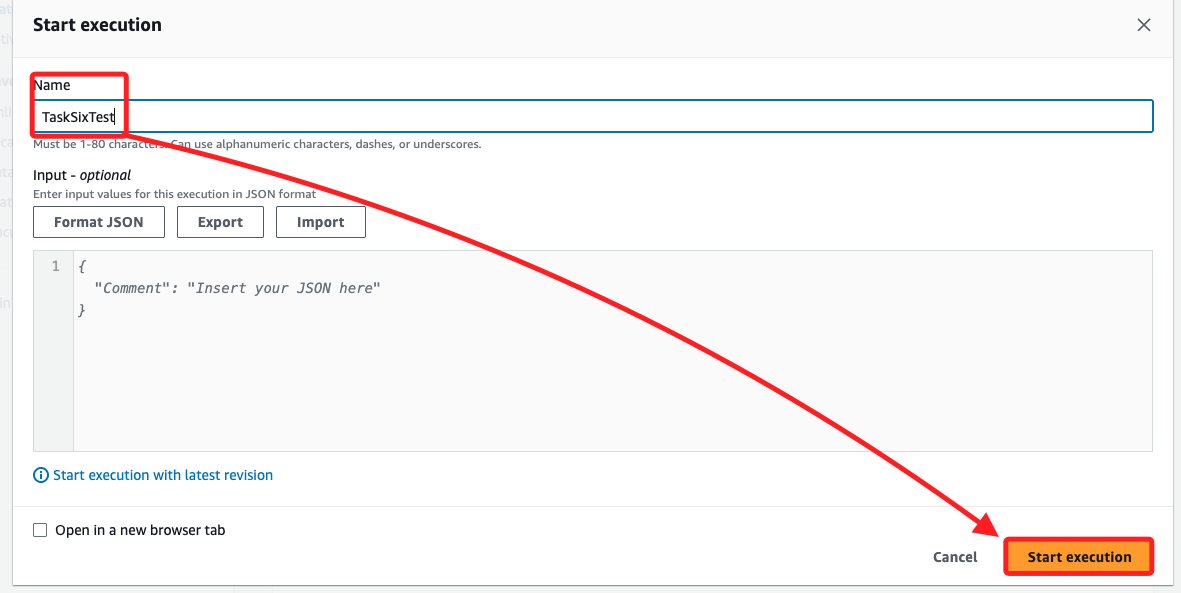 Start execution
Name
TaskSixTest
Must be 1-80 characters. Can use alphanumeric characters, dashes, or underscores.
Input - optional
Enter input values for this execution in JSON format
Format JSON Export Import
1 {
"Comment": "Insert your JSON here"
}
Start execution with latest revision
Open in a new browser tab
Cancel Start execution